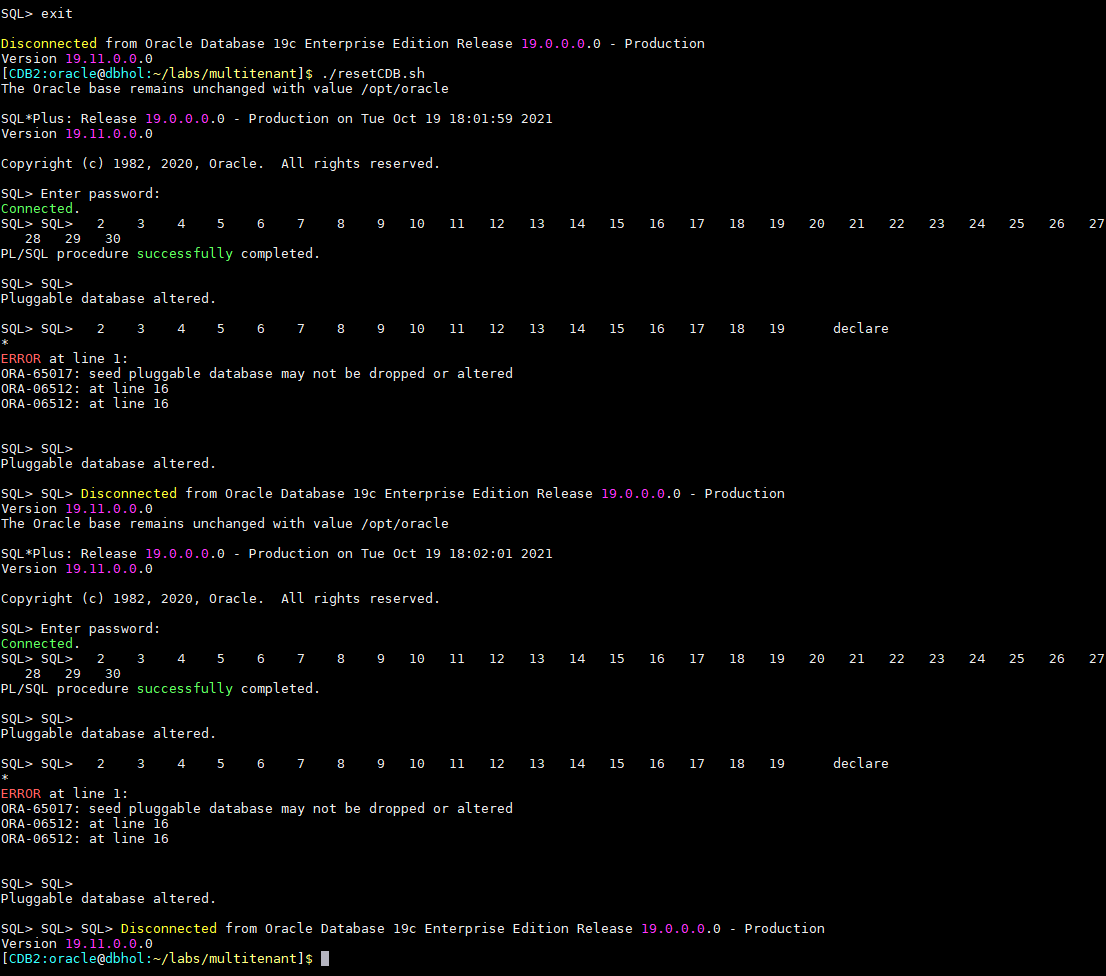 SQL> exit
Disconnected from Oracle Database 19c Enterprise Edition Release 19.0.0.0.0 - Production
Version 19.11.0.0.0
[CDB2:oracle@dbhol:~/labs/multitenant]$ ./resetCDB.sh
The Oracle base remains unchanged with value /opt/oracle
SQL*Plus: Release 19.0.0.0.0 - Production on Tue Oct 19 18:01:59 2021
Version 19.11.0.0.0
Copyright (c) 1982, 2020, Oracle.  All rights reserved.
SQL> Enter password:
Connected.
SQL> SQL>   2    3    4    5    6    7    8    9   10   11   12   13   14   15   16   17   18   19   20   21   22   23   24   25   26   27
   28   29   30
PL/SQL procedure successfully completed.
SQL> SQL>
Pluggable database altered.
SQL> SQL>   2    3    4    5    6    7    8    9   10   11   12   13   14   15   16   17   18   19      declare
*
ERROR at line 1:
ORA-65017: seed pluggable database may not be dropped or altered
ORA-06512: at line 16
ORA-06512: at line 16
SQL> SQL>
Pluggable database altered.
SQL> SQL> Disconnected from Oracle Database 19c Enterprise Edition Release 19.0.0.0.0 - Production
Version 19.11.0.0.0
The Oracle base remains unchanged with value /opt/oracle
SQL*Plus: Release 19.0.0.0.0 - Production on Tue Oct 19 18:02:01 2021
Version 19.11.0.0.0
Copyright (c) 1982, 2020, Oracle.  All rights reserved.
SQL> Enter password:
Connected.
SQL> SQL>   2    3    4    5    6    7    8    9   10   11   12   13   14   15   16   17   18   19   20   21   22   23   24   25   26   27
   28   29   30
PL/SQL procedure successfully completed.
SQL> SQL>
Pluggable database altered.
SQL> SQL>   2    3    4    5    6    7    8    9   10   11   12   13   14   15   16   17   18   19      declare
*
ERROR at line 1:
ORA-65017: seed pluggable database may not be dropped or altered
ORA-06512: at line 16
ORA-06512: at line 16
SQL> SQL>
Pluggable database altered.
SQL> SQL> SQL> Disconnected from Oracle Database 19c Enterprise Edition Release 19.0.0.0.0 - Production
Version 19.11.0.0.0
[CDB2:oracle@dbhol:~/labs/multitenant]$